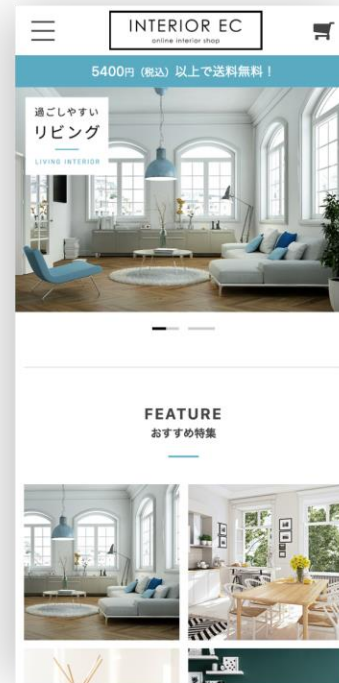 INTERIOR EC
online interior shop
5400円（税込）以上で送料無料！
過ごしやすい
リビング
LIVING INTERIOR
FEATURE
おすすめ特集